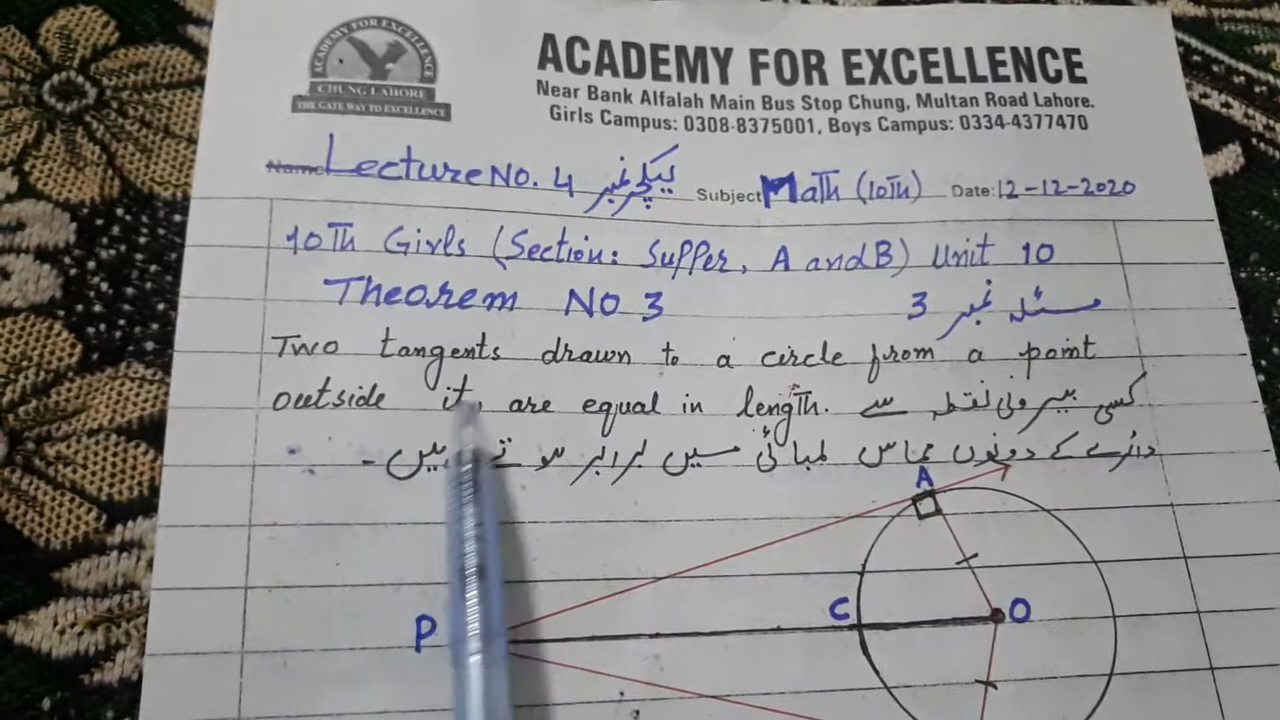 ACADEMY FOR EXCELLENCE
CHUNG LAHORE
THE GATE WAY TO EXCELLENCE
ACADEMY FOR EXCELLENCE
Near Bank Alfalah Main Bus Stop Chung, Multan Road Lahore.
Girls Campus: 0308-8375001, Boys Campus: 0334-4377470
Name Lecture No. 4 لیکچر نمبر Subject Math (10Th) Date: 12-12-2020
10Th Girls (Section: Supper, A and B) Unit 10
Theorem No 3 مسئلہ نمبر 3
Two tangents drawn to a circle from a point
outside it, are equal in length. کسی بیرونی نقطہ سے
دائرے کے دونوں مماس لمبائی میں برابر ہوتے ہیں۔
A
P C O